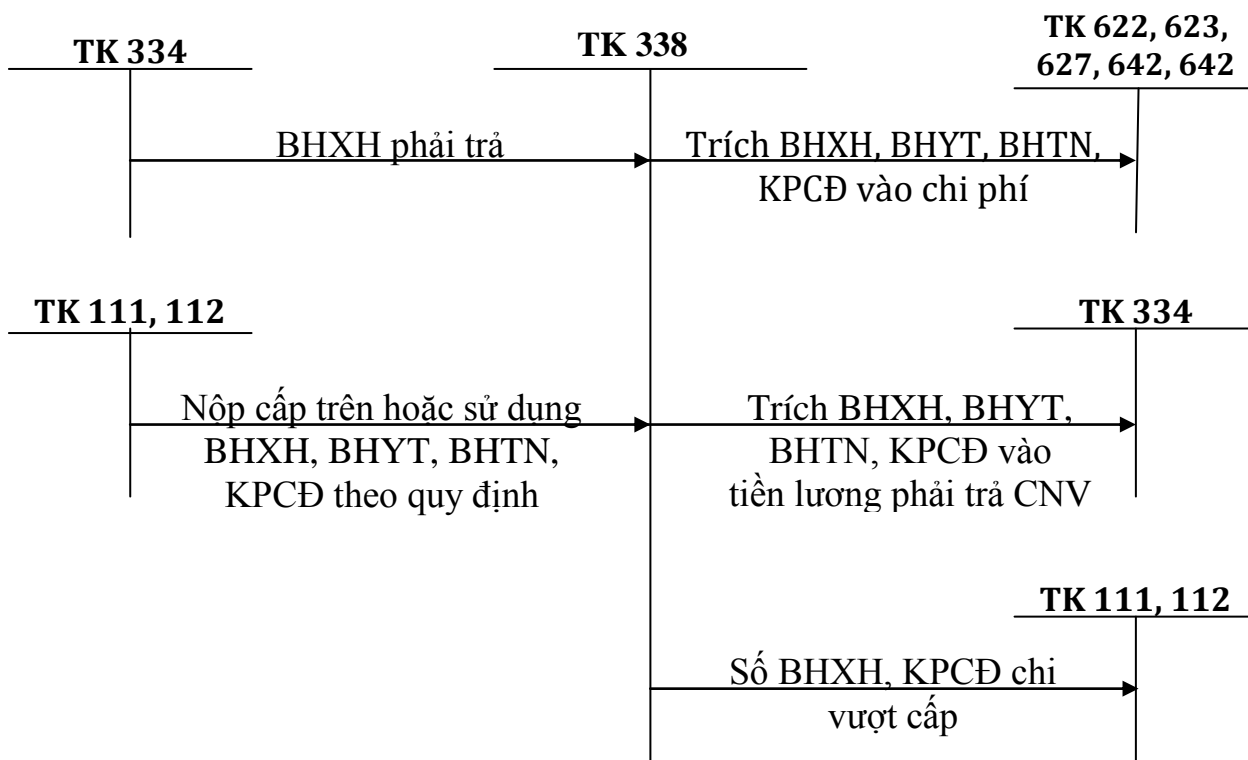 TK 334
TK 338
TK 622, 623,
627, 642, 642
BHXH phải trả
Trích BHXH, BHYT, BHTN,
KPCĐ vào chi phí
TK 111, 112
TK 334
Nộp cấp trên hoặc sử dụng
BHXH, BHYT, BHTN,
KPCĐ theo quy định
Trích BHXH, BHYT,
BHTN, KPCĐ vào
tiền lương phải trả CNV
TK 111, 112
Số BHXH, KPCĐ chi
vượt cấp